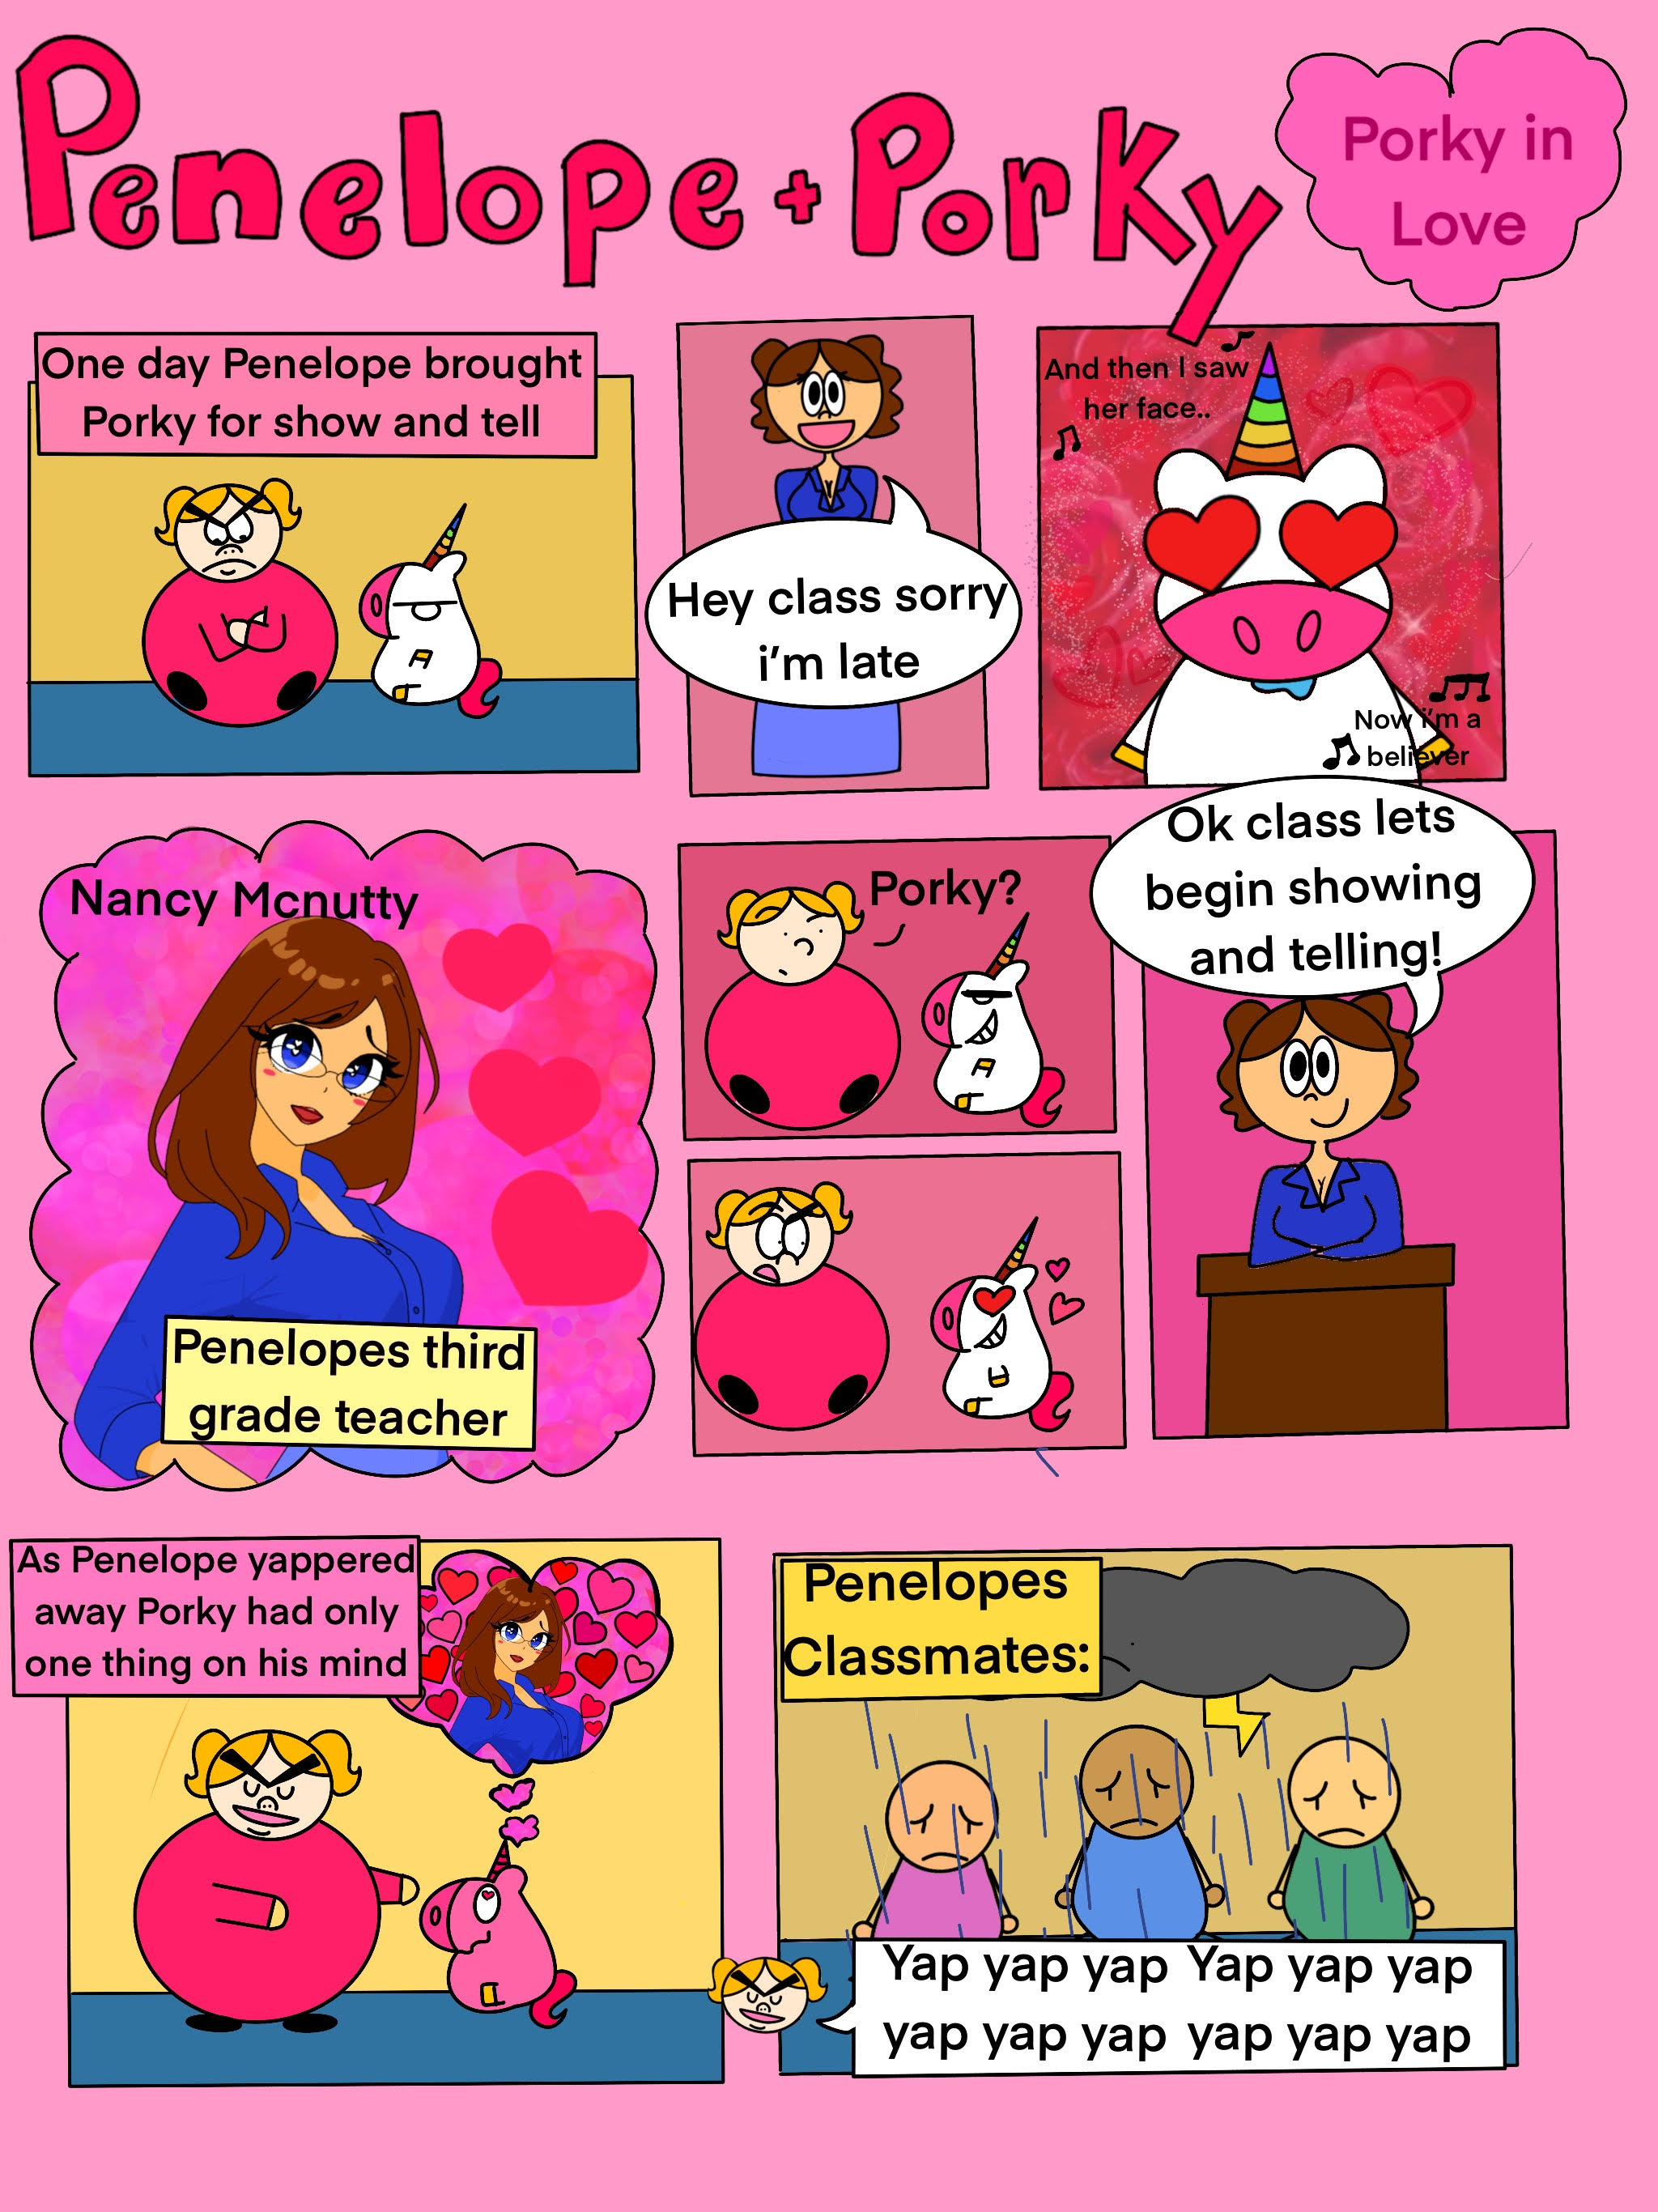 Penelope + Porky
Porky in
Love
One day Penelope brought
Porky for show and tell
Hey class sorry
i'm late
And then I saw
her face..
Now i'm a
believer
Nancy Mcnutty
Penelopes third
grade teacher
Porky?
Ok class lets
begin showing
and telling!
As Penelope yappered
away Porky had only
one thing on his mind
Penelopes
Classmates:
Yap yap yap Yap yap yap
yap yap yap yap yap yap